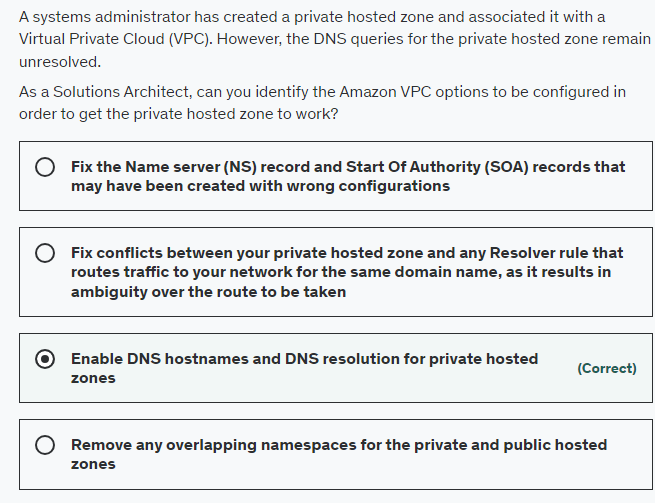 A systems administrator has created a private hosted zone and associated it with a
Virtual Private Cloud (VPC). However, the DNS queries for the private hosted zone remain
unresolved.
As a Solutions Architect, can you identify the Amazon VPC options to be configured in
order to get the private hosted zone to work?
Fix the Name server (NS) record and Start Of Authority (SOA) records that
may have been created with wrong configurations
Fix conflicts between your private hosted zone and any Resolver rule that
routes traffic to your network for the same domain name, as it results in
ambiguity over the route to be taken
Enable DNS hostnames and DNS resolution for private hosted
zones
(Correct)
Remove any overlapping namespaces for the private and public hosted
zones